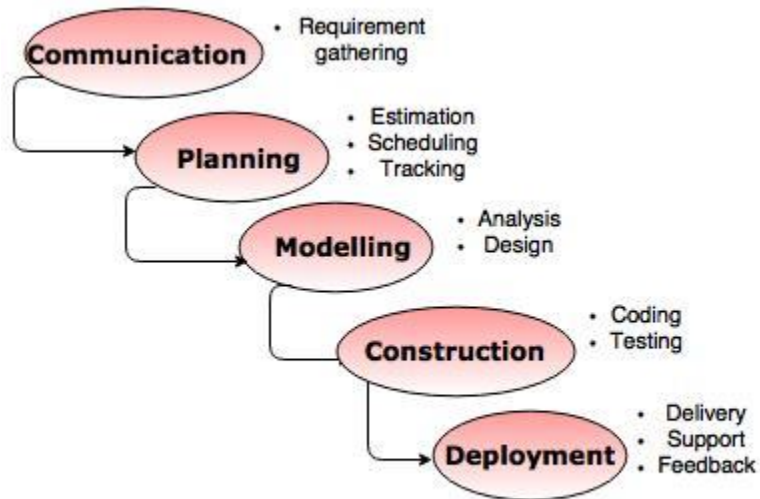 Communication
• Requirement
gathering
Planning
• Estimation
• Scheduling
• Tracking
Modelling
• Analysis
• Design
Construction
• Coding
• Testing
Deployment
• Delivery
• Support
• Feedback